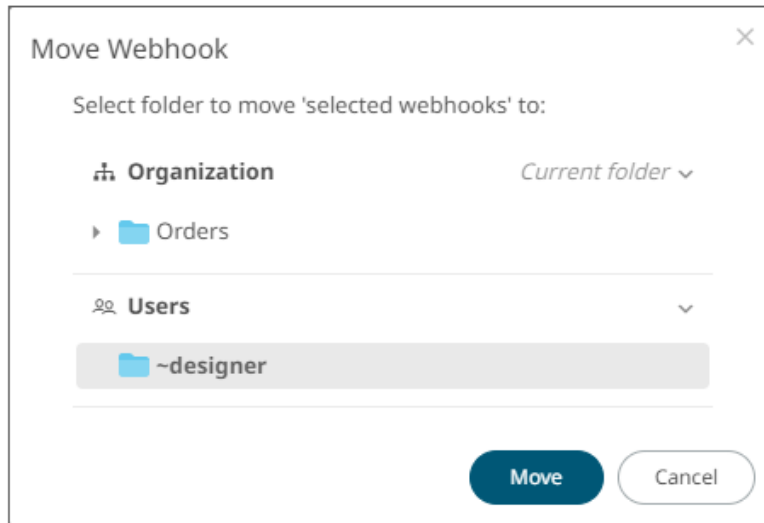 Move Webhook
Select folder to move 'selected webhooks' to:
Organization Current folder
Orders
Users
~designer
Move Cancel